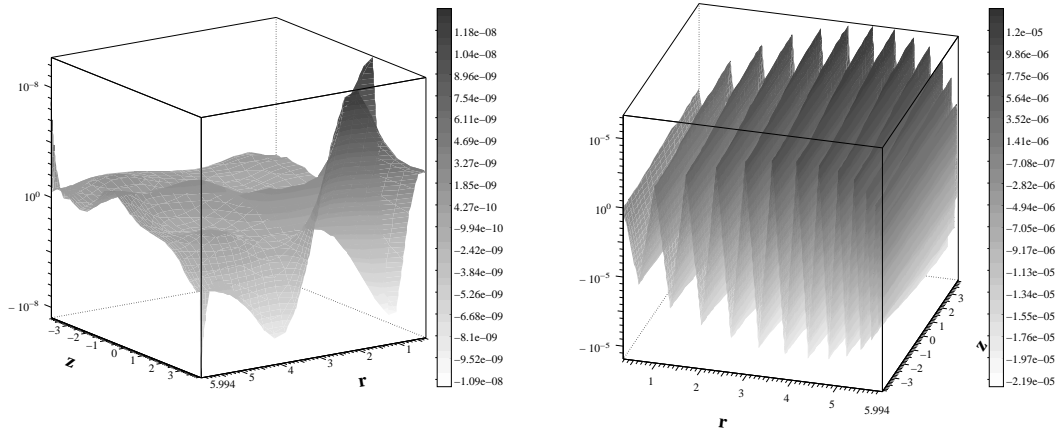 10⁻⁸
10⁰
− 10⁻⁸
−3
−2
−1
0
1
2
3
z
5.994
5
4
3
2
1
r
1.18e−08
1.04e−08
8.96e−09
7.54e−09
6.11e−09
4.69e−09
3.27e−09
1.85e−09
4.27e−10
−9.94e−10
−2.42e−09
−3.84e−09
−5.26e−09
−6.68e−09
−8.1e−09
−9.52e−09
−1.09e−08
10⁻⁵
10⁰
− 10⁻⁵
− 10⁻⁵
1
2
3
4
5
5.994
r
3
2
1
0
−1
−2
−3
z
1.2e−05
9.86e−06
7.75e−06
5.64e−06
3.52e−06
1.41e−06
−7.08e−07
−2.82e−06
−4.94e−06
−7.05e−06
−9.17e−06
−1.13e−05
−1.34e−05
−1.55e−05
−1.76e−05
−1.97e−05
−2.19e−05